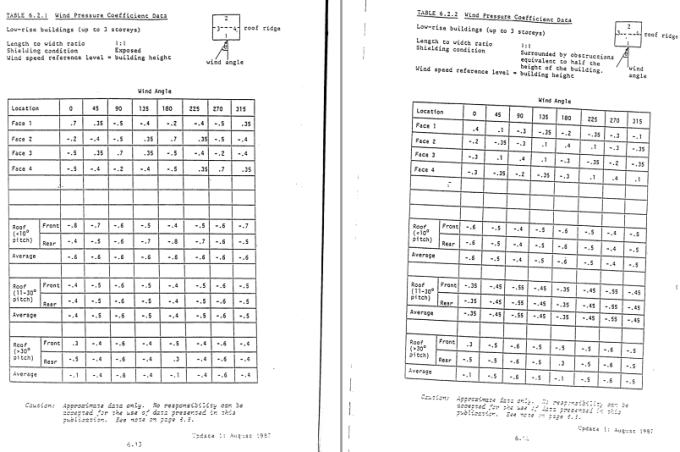 TABLE 6.2.1 Wind Pressure Coefficient Data
Low-rise buildings (up to 3 storeys)
Length to width ratio 1:1
Shielding condition Exposed
Wind speed reference level = building height
2
3 4 roof ridge
wind angle
Wind Angle
Location 0 45 90 135 180 225 270 315
Face 1 .7 .35 -.5 -.4 -.2 -.4 -.5 .35
Face 2 -.2 -.4 -.5 .35 .7 .35 -.5 -.4
Face 3 -.5 .35 .7 .35 -.5 -.4 -.2 -.4
Face 4 -.5 -.4 -.2 -.4 -.5 .35 .7 .35
Roof (<10° pitch) Front -.8 -.7 -.6 -.5 -.4 -.5 -.6 -.7
Rear -.4 -.5 -.6 -.7 -.8 -.7 -.6 -.5
Average -.6 -.6 -.6 -.6 -.6 -.6 -.6 -.6
Roof (11-30° pitch) Front -.4 -.5 -.6 -.5 -.4 -.5 -.6 -.5
Rear -.4 -.5 -.6 -.5 -.4 -.5 -.6 -.5
Average -.4 -.5 -.6 -.5 -.4 -.5 -.6 -.5
Roof (>30° pitch) Front .3 -.4 -.6 -.4 -.5 -.4 -.6 -.4
Rear -.5 -.4 -.6 -.4 .3 -.4 -.6 -.4
Average -.1 -.4 -.6 -.4 -.1 -.4 -.6 -.4
Caution: Approximate data only. No responsibility can be
accepted for the use of data presented in this
publication. See note on page
Update 1: August 1987
6.13
TABLE 6.2.2 Wind Pressure Coefficient Data
Low-rise buildings (up to 3 storeys)
Length to width ratio 1:1
Shielding condition Surrounded by obstructions
equivalent to half the
height of the building.
Wind speed reference level = building height
2
3 4 roof ridge
wind
angle
Wind Angle
Location 0 45 90 135 180 225 270 315
Face 1 .4 .1 -.3 -.35 -.2 -.35 -.3 -.1
Face 2 -.2 -.35 -.3 .1 .4 .1 -.3 -.35
Face 3 -.3 .1 .4 .1 -.3 -.35 -.2 -.35
Face 4 -.3 -.35 -.2 -.35 -.3 .1 .4 .1
Roof (<10° pitch) Front -.6 -.5 -.4 -.5 -.6 -.5 -.4 -.5
Rear -.6 -.5 -.4 -.5 -.6 -.5 -.4 -.5
Average -.6 -.5 -.4 -.5 -.6 -.5 -.4 -.5
Roof (11-30° pitch) Front -.35 -.45 -.55 -.45 -.35 -.45 -.55 -.45
Rear -.35 -.45 -.55 -.45 -.35 -.45 -.55 -.45
Average -.35 -.45 -.55 -.45 -.35 -.45 -.55 -.45
Roof (>30° pitch) Front .3 -.5 -.6 -.5 -.5 -.5 -.6 -.5
Rear -.5 -.5 -.6 -.6 .3 -.5 -.6 -.5
Average -.1 -.5 -.6 -.5 -.1 -.5 -.6 -.5
Caution: Approximate data only. No responsibility can be
accepted for the use of data presented in this
publication. See note on page
Update 1: August 1987